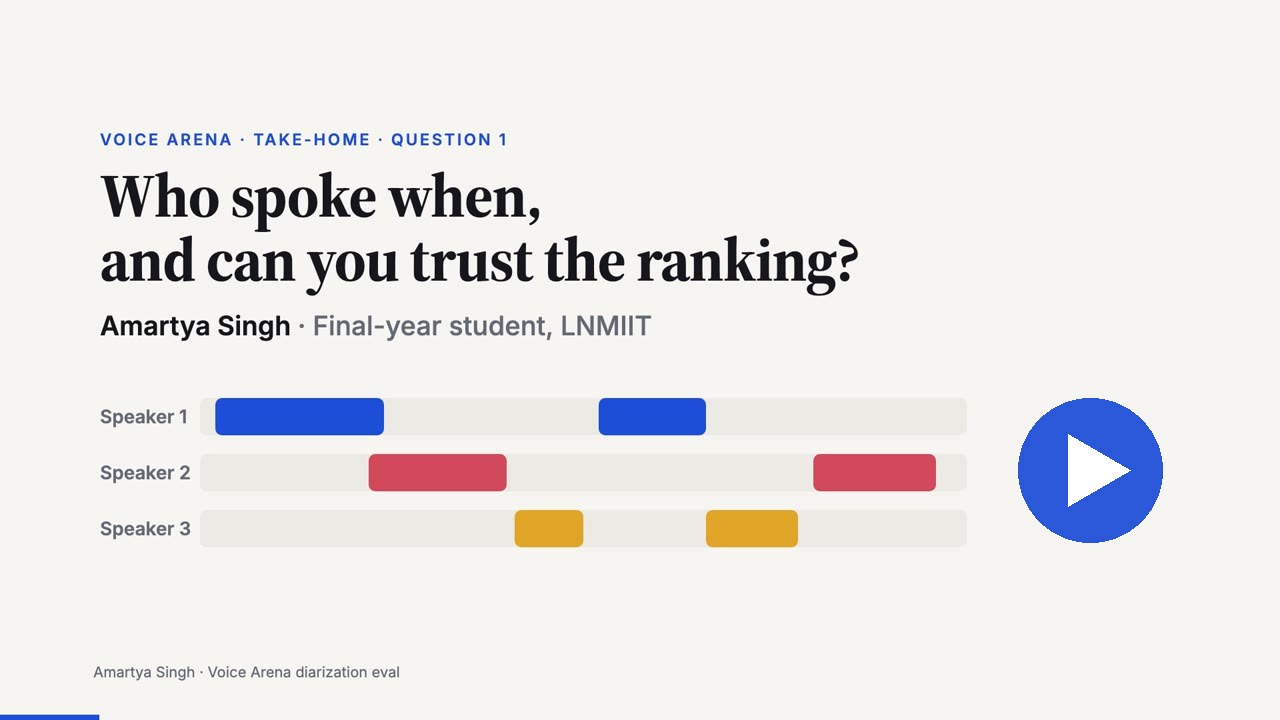 VOICE ARENA · TAKE-HOME · QUESTION 1
Who spoke when,
and can you trust the ranking?
Amartya Singh · Final-year student, LNMIIT
Speaker 1
Speaker 2
Speaker 3
Amartya Singh · Voice Arena diarization eval